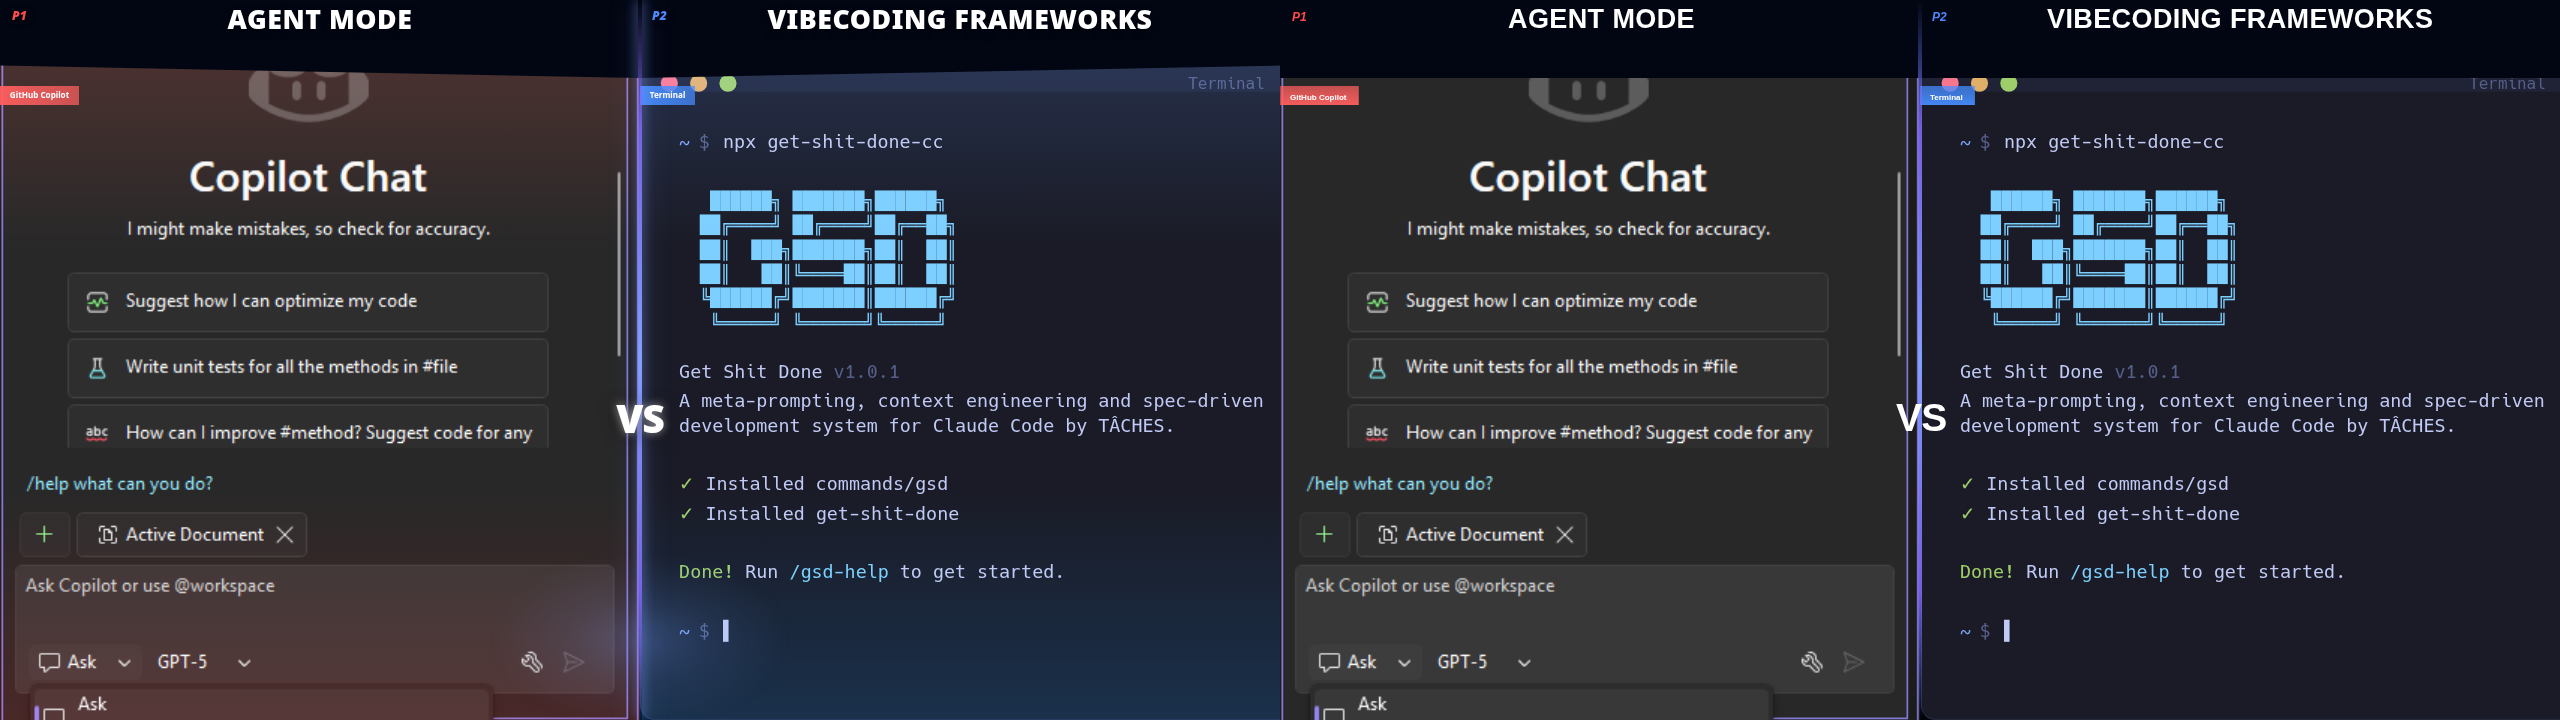 P1
AGENT MODE
GitHub Copilot
Copilot Chat
I might make mistakes, so check for accuracy.
Suggest how I can optimize my code
Write unit tests for all the methods in #file
abc
How can I improve #method? Suggest code for any
/help what can you do?
+ Active Document
Ask Copilot or use @workspace
Ask GPT-5
Ask
VS
P2
VIBECODING FRAMEWORKS
Terminal
Terminal
~ $ npx get-shit-done-cc
GSD
Get Shit Done v1.0.1
A meta-prompting, context engineering and spec-driven
development system for Claude Code by TÂCHES.
✓ Installed commands/gsd
✓ Installed get-shit-done
Done! Run /gsd-help to get started.
~ $
P1
AGENT MODE
GitHub Copilot
Copilot Chat
I might make mistakes, so check for accuracy.
Suggest how I can optimize my code
Write unit tests for all the methods in #file
abc
How can I improve #method? Suggest code for any
/help what can you do?
+ Active Document
Ask Copilot or use @workspace
Ask GPT-5
Ask
VS
P2
VIBECODING FRAMEWORKS
Terminal
Terminal
~ $ npx get-shit-done-cc
GSD
Get Shit Done v1.0.1
A meta-prompting, context engineering and spec-driven
development system for Claude Code by TÂCHES.
✓ Installed commands/gsd
✓ Installed get-shit-done
Done! Run /gsd-help to get started.
~ $